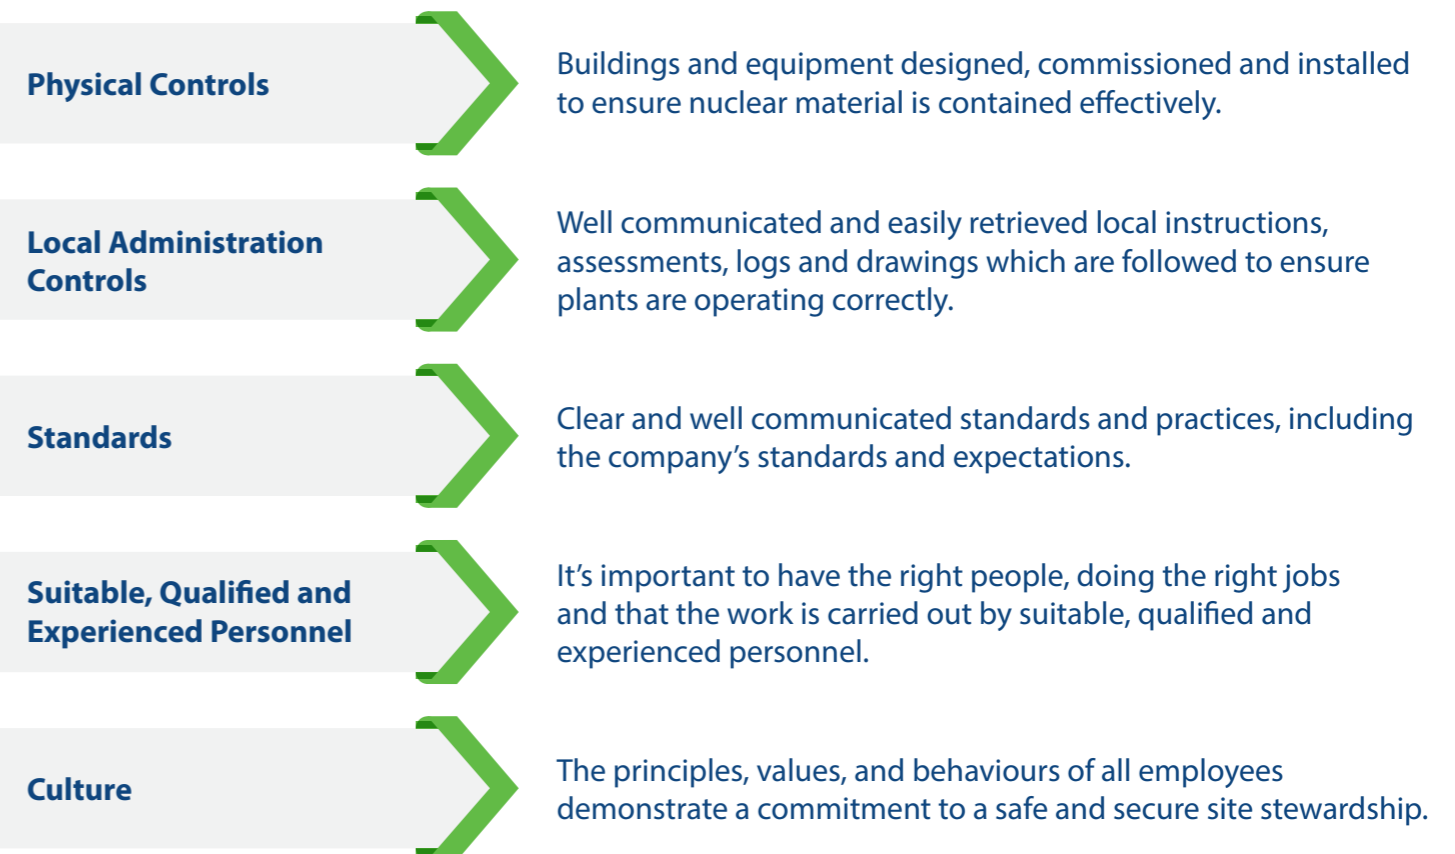 Physical Controls
Buildings and equipment designed, commissioned and installed
to ensure nuclear material is contained effectively.
Local Administration
Controls
Well communicated and easily retrieved local instructions,
assessments, logs and drawings which are followed to ensure
plants are operating correctly.
Standards
Clear and well communicated standards and practices, including
the company’s standards and expectations.
Suitable, Qualified and
Experienced Personnel
It’s important to have the right people, doing the right jobs
and that the work is carried out by suitable, qualified and
experienced personnel.
Culture
The principles, values, and behaviours of all employees
demonstrate a commitment to a safe and secure site stewardship.